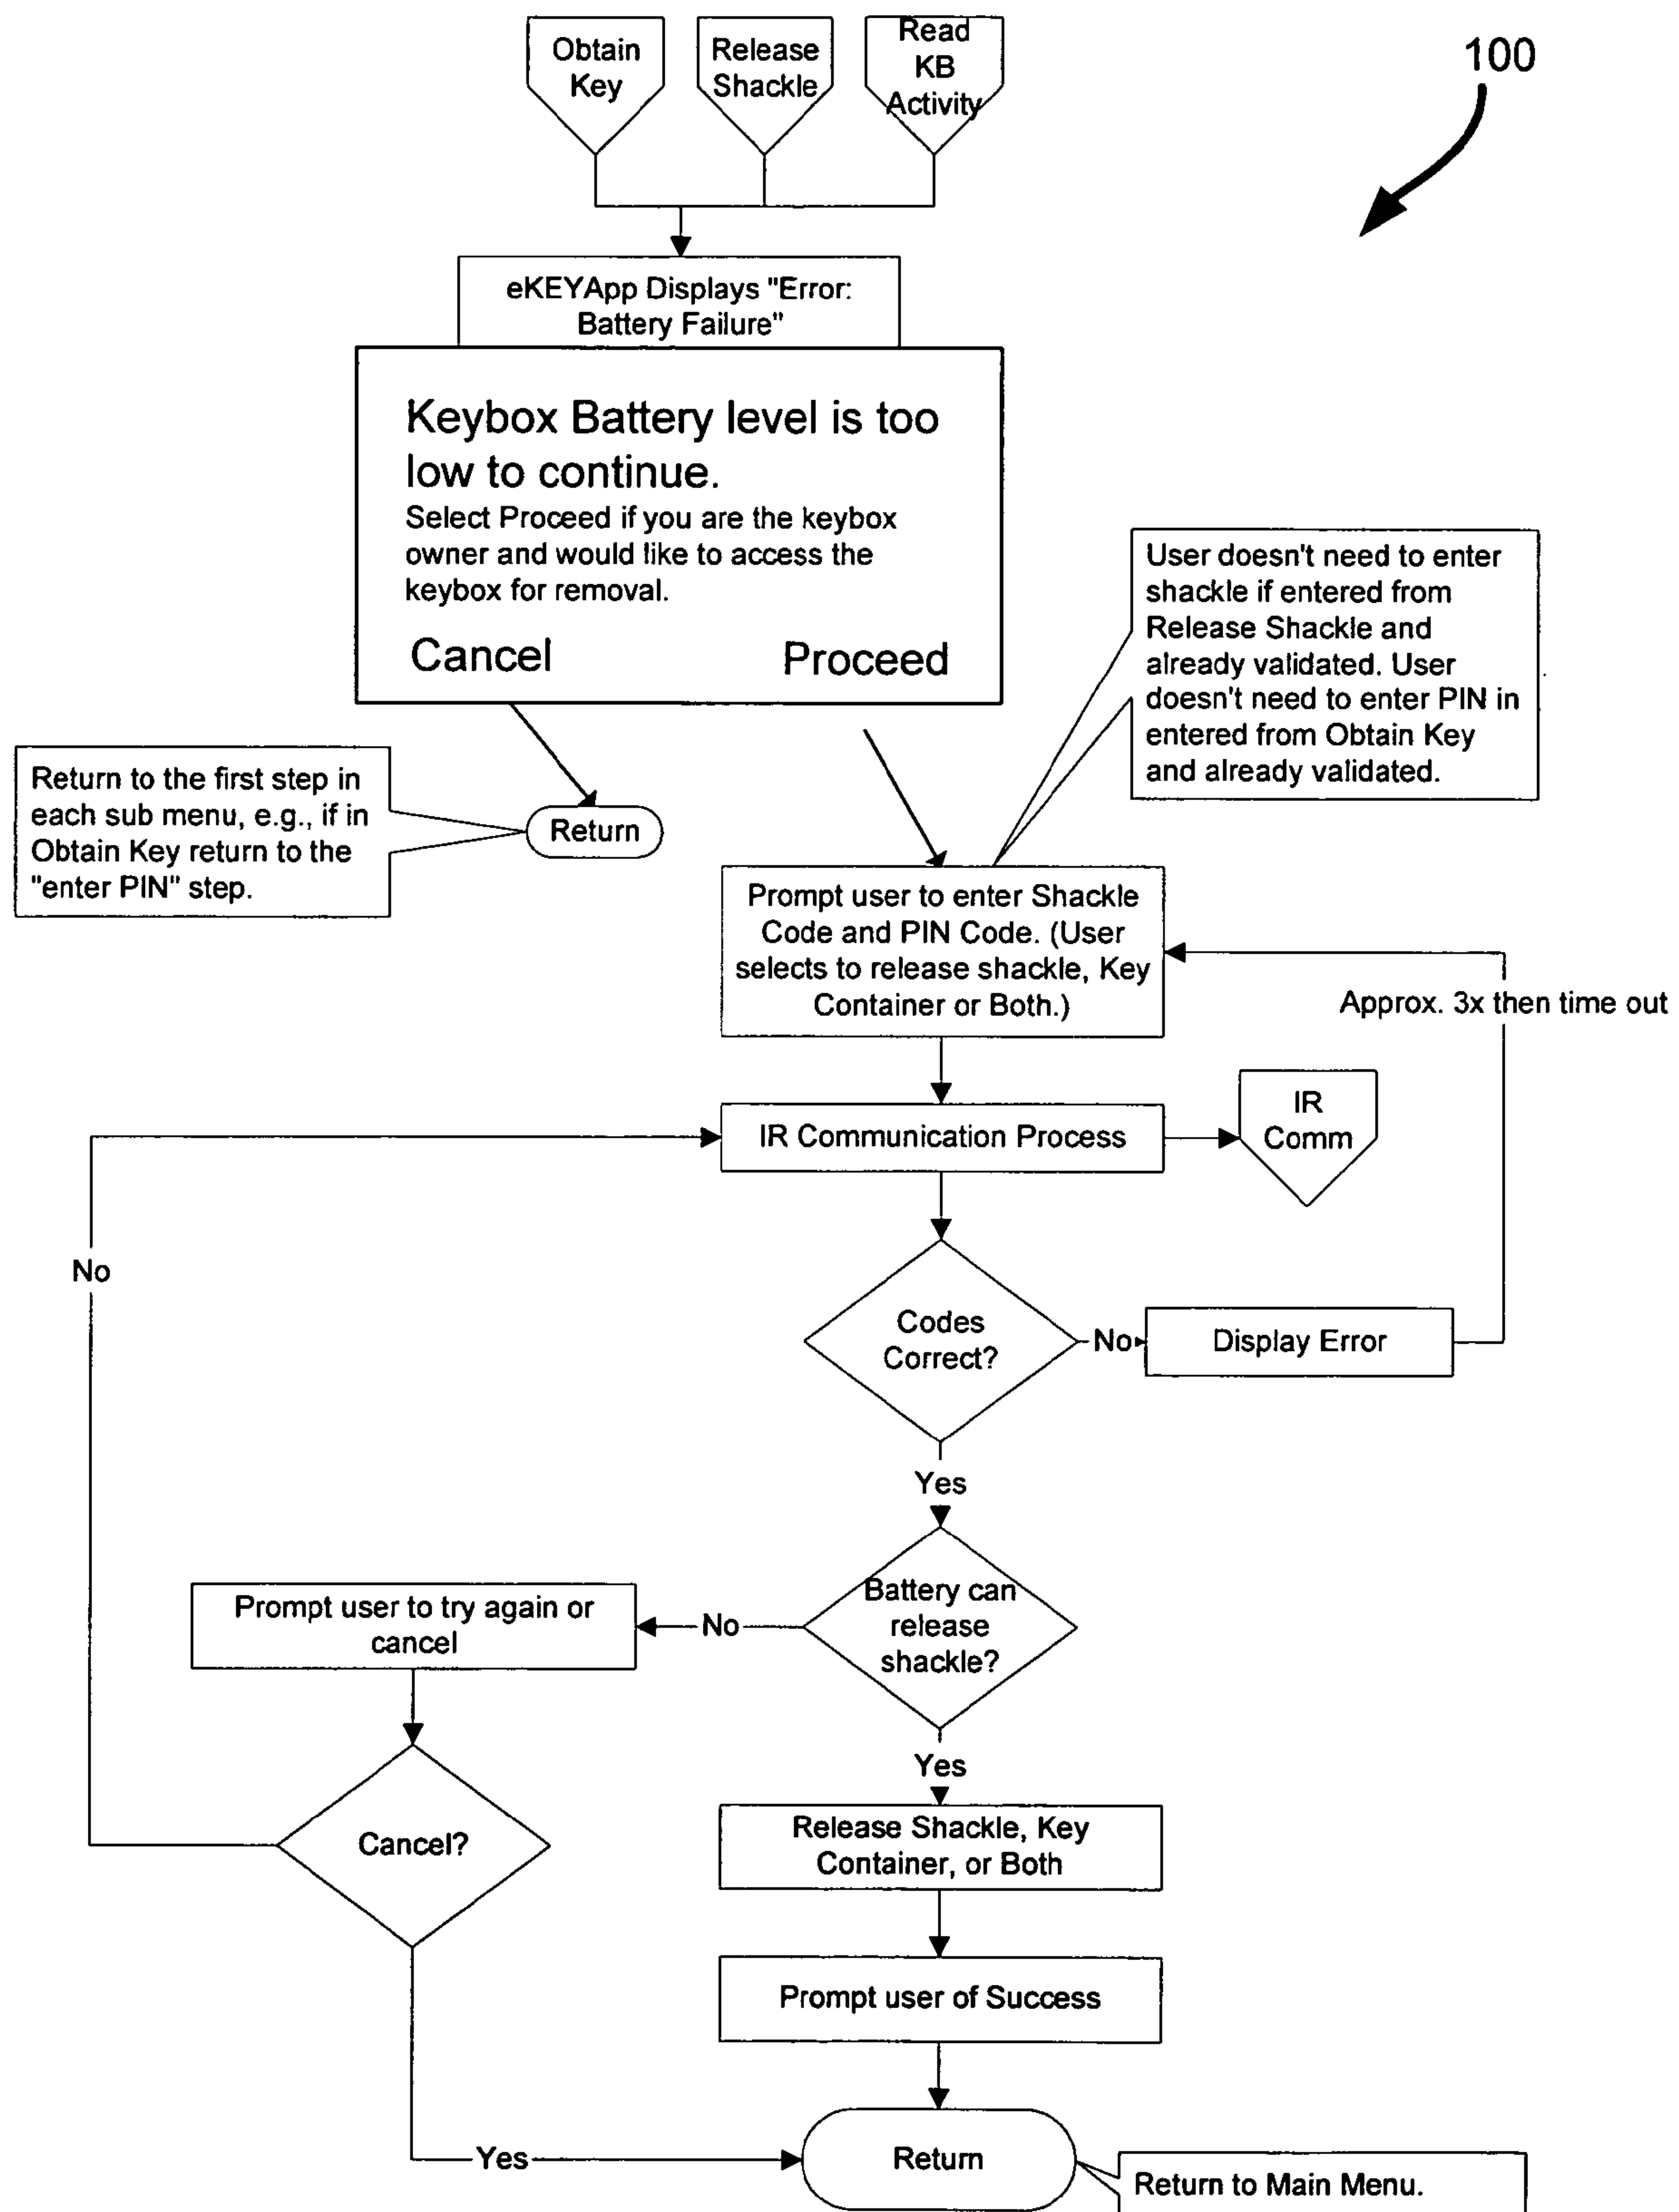 Obtain
Key
Release
Shackle
Read
KB
Activity
100
eKEYApp Displays "Error:
Battery Failure"
Keybox Battery level is too
low to continue.
Select Proceed if you are the keybox
owner and would like to access the
keybox for removal.
Cancel
Proceed
User doesn't need to enter
shackle if entered from
Release Shackle and
already validated. User
doesn't need to enter PIN in
entered from Obtain Key
and already validated.
Return to the first step in
each sub menu, e.g., if in
Obtain Key return to the
"enter PIN" step.
Return
Prompt user to enter Shackle
Code and PIN Code. (User
selects to release shackle, Key
Container or Both.)
Approx. 3x then time out
IR Communication Process
IR
Comm
No
Codes
Correct?
No
Display Error
Yes
Battery can
release
shackle?
No
Prompt user to try again or
cancel
Yes
Cancel?
Release Shackle, Key
Container, or Both
Prompt user of Success
Yes
Return
Return to Main Menu.